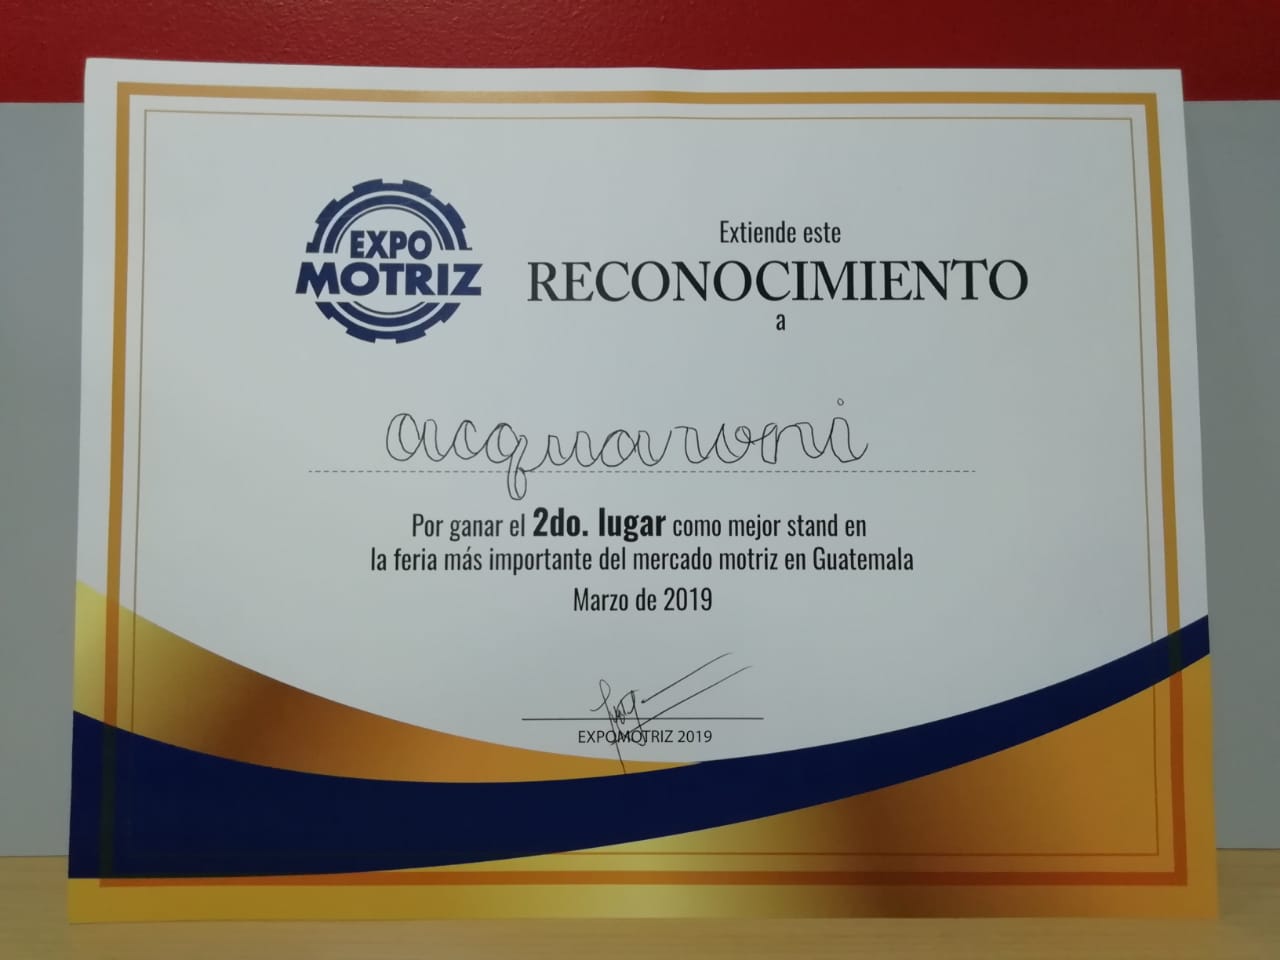 EXPO
MOTRIZ
Extiende este
RECONOCIMIENTO
a
acquaroni
Por ganar el 2do. lugar como mejor stand en
la feria más importante del mercado motriz en Guatemala
Marzo de 2019
EXPOMOTRIZ 2019